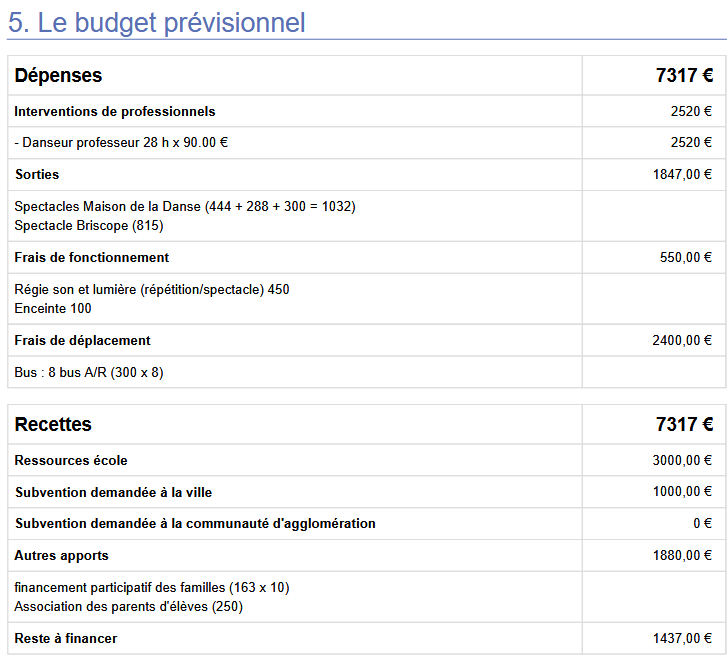 5. Le budget prévisionnel
Dépenses 7317 €
Interventions de professionnels 2520 €
- Danseur professeur 28 h x 90.00 € 2520 €
Sorties 1847,00 €
Spectacles Maison de la Danse (444 + 288 + 300 = 1032)
Spectacle Briscope (815)
Frais de fonctionnement 550,00 €
Régie son et lumière (répétition/spectacle) 450
Enceinte 100
Frais de déplacement 2400,00 €
Bus : 8 bus A/R (300 x 8)
Recettes 7317 €
Ressources école 3000,00 €
Subvention demandée à la ville 1000,00 €
Subvention demandée à la communauté d'agglomération 0 €
Autres apports 1880,00 €
financement participatif des familles (163 x 10)
Association des parents d'élèves (250)
Reste à financer 1437,00 €